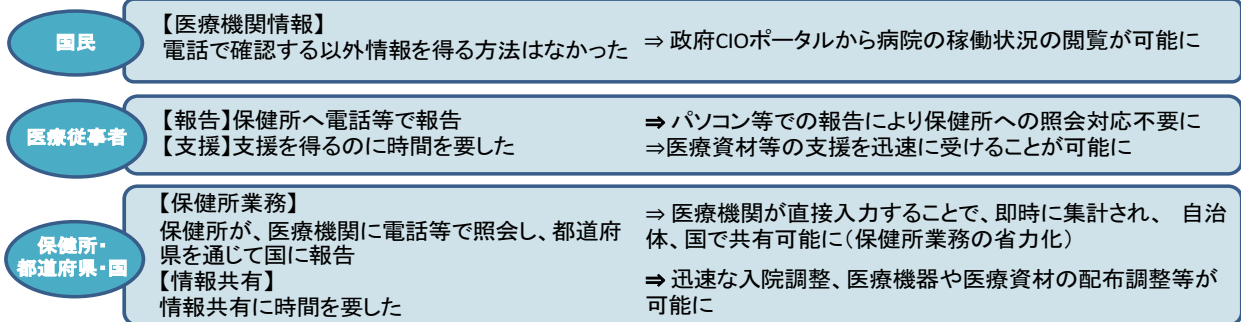 国民
【医療機関情報】
電話で確認する以外情報を得る方法はなかった
⇒ 政府CIOポータルから病院の稼働状況の閲覧が可能に
医療従事者
【報告】保健所へ電話等で報告
【支援】支援を得るのに時間を要した
⇒ パソコン等での報告により保健所への照会対応不要に
⇒医療資材等の支援を迅速に受けることが可能に
保健所・
都道府県・国
【保健所業務】
保健所が、医療機関に電話等で照会し、都道府
県を通じて国に報告
【情報共有】
情報共有に時間を要した
⇒ 医療機関が直接入力することで、即時に集計され、 自治
体、国で共有可能に（保健所業務の省力化）
⇒ 迅速な入院調整、医療機器や医療資材の配布調整等が
可能に